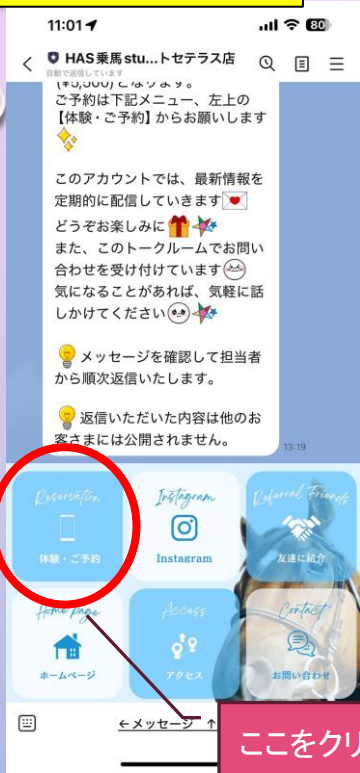 11:01
80
HAS乗馬stu...トセテラス店
自動で返信しています
(¥5,500)となります。
ご予約は下記メニュー、左上の
【体験・ご予約】からお願いします
このアカウントでは、最新情報を
定期的に配信していきます
どうぞお楽しみに
また、このトークルームでお問い
合わせを受け付けています
気になることがあれば、気軽に話
しかけてください
メッセージを確認して担当者
から順次返信いたします。
返信いただいた内容は他のお
客さまには公開されません。
13:19
Reservation
体験・ご予約
Instagram
Instagram
Referral Friends
友達に紹介
Home Page
ホームページ
Access
アクセス
Contact
お問い合わせ
←メッセージ ↑
ここをクリ